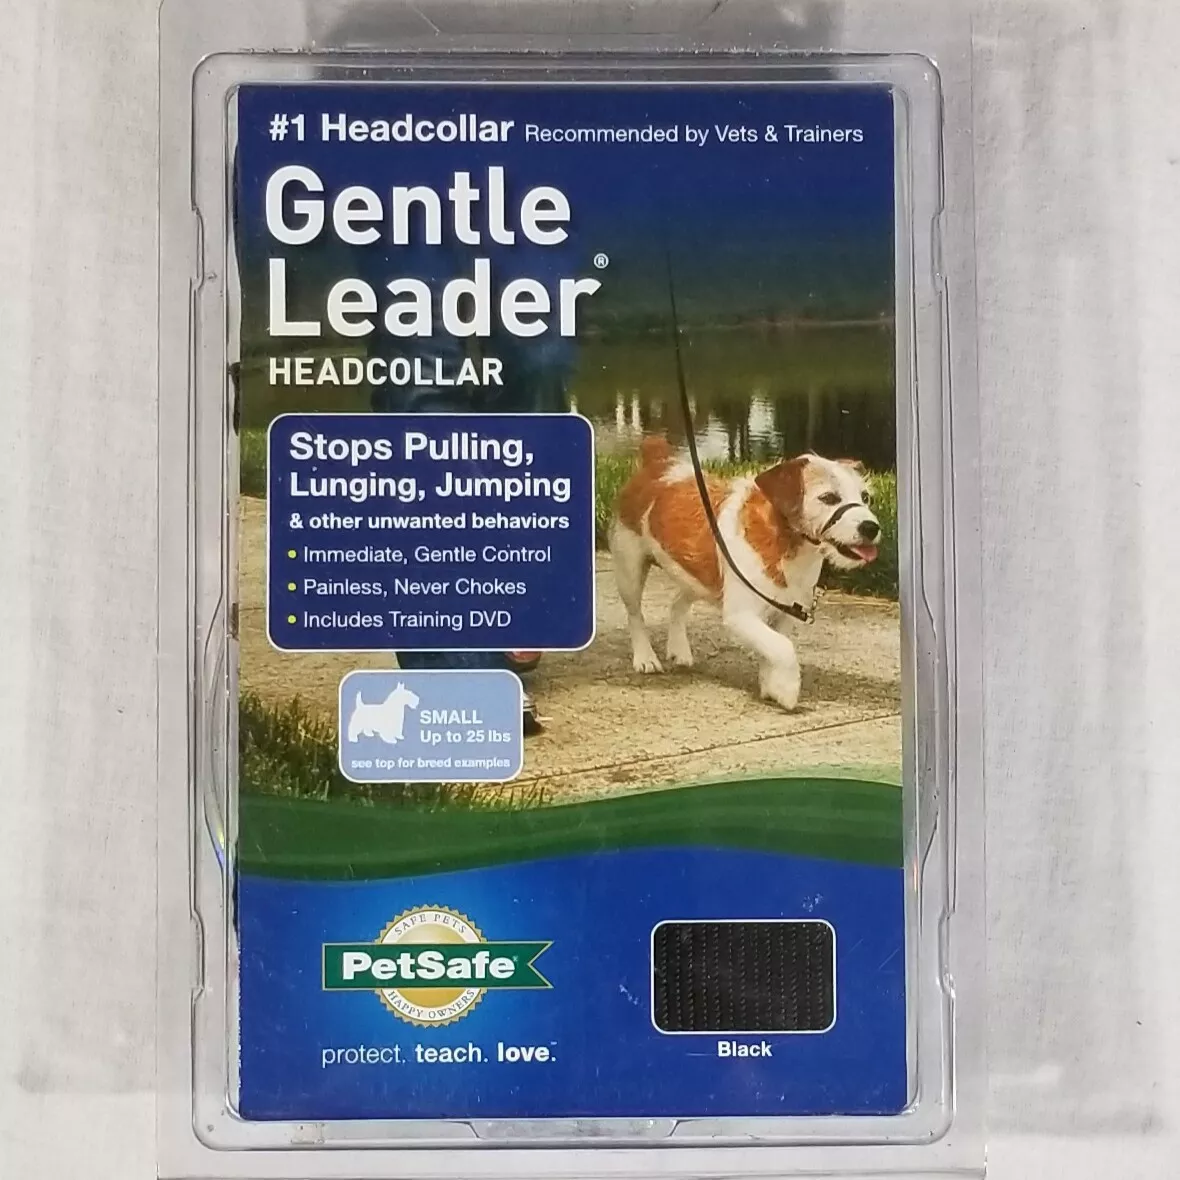 #1 Headcollar Recommended by Vets & Trainers
Gentle
Leader®
HEADCOLLAR
Stops Pulling,
Lunging, Jumping
& other unwanted behaviors
• Immediate, Gentle Control
• Painless, Never Chokes
• Includes Training DVD
SMALL
Up to 25 lbs
see top for breed examples
SAFE PETS
PetSafe®
HAPPY OWNERS
protect. teach. love.™
Black